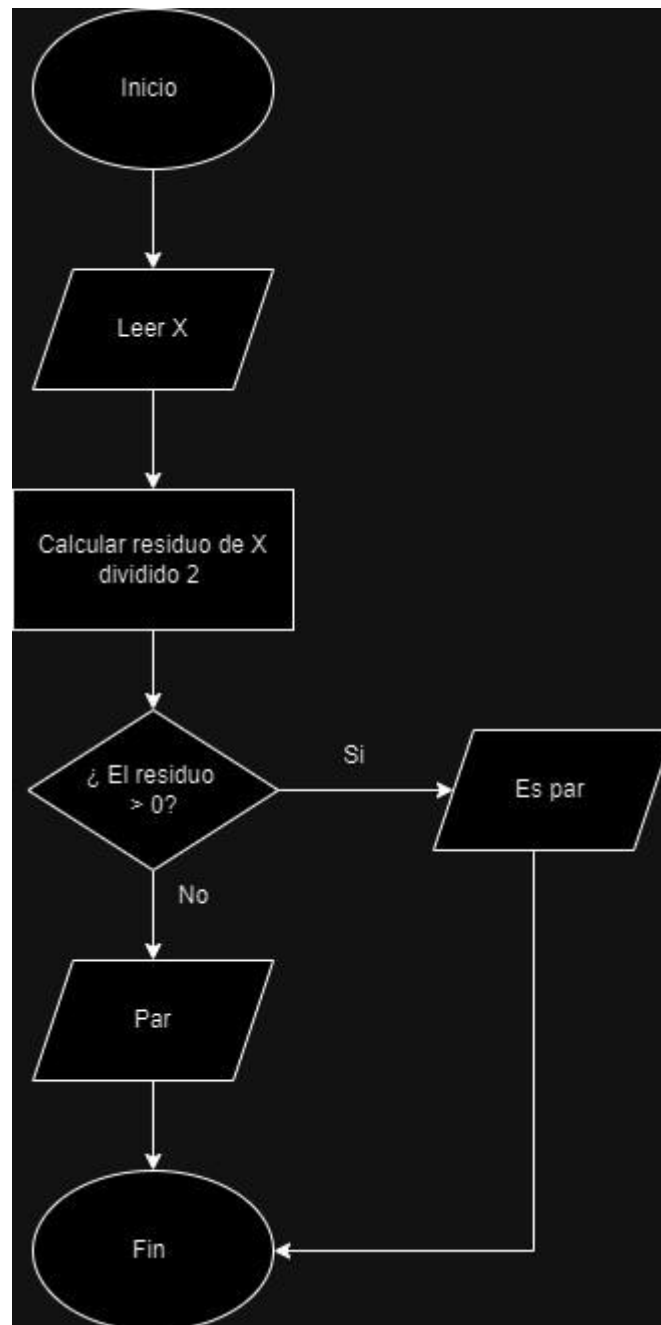 Inicio
Leer X
Calcular residuo de X
dividido 2
¿ El residuo
> 0?
Si
Es par
No
Par
Fin